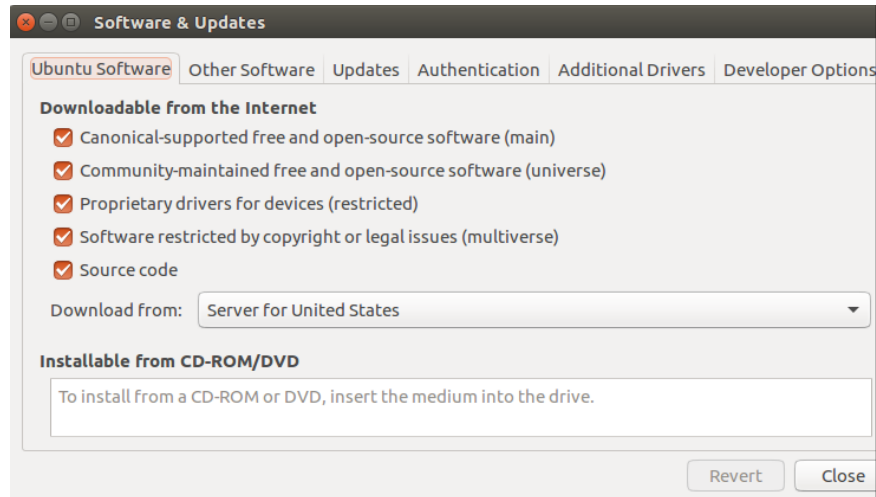 Software & Updates
Ubuntu Software Other Software Updates Authentication Additional Drivers Developer Options
Downloadable from the Internet
Canonical-supported free and open-source software (main)
Community-maintained free and open-source software (universe)
Proprietary drivers for devices (restricted)
Software restricted by copyright or legal issues (multiverse)
Source code
Download from: Server for United States
Installable from CD-ROM/DVD
To install from a CD-ROM or DVD, insert the medium into the drive.
Revert Close